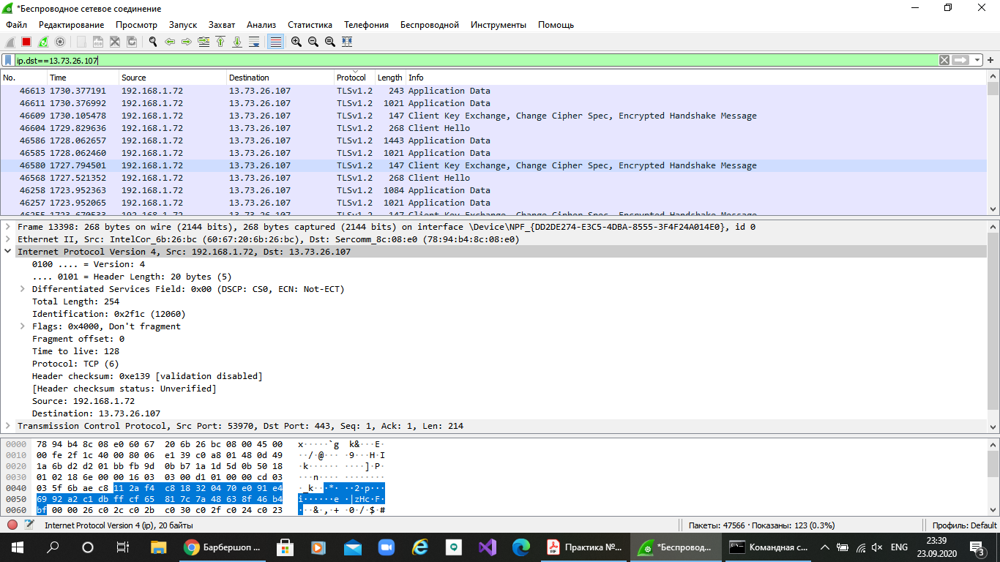 *Беспроводное сетевое соединение
Файл Редактирование Просмотр Запуск Захват Анализ Статистика Телефония Беспроводной Инструменты Помощь
ip.dst==13.73.26.107
No. Time Source Destination Protocol Length Info
46613 1730.377191 192.168.1.72 13.73.26.107 TLSv1.2 243 Application Data
46611 1730.376992 192.168.1.72 13.73.26.107 TLSv1.2 1021 Application Data
46609 1730.105478 192.168.1.72 13.73.26.107 TLSv1.2 147 Client Key Exchange, Change Cipher Spec, Encrypted Handshake Message
46604 1729.829636 192.168.1.72 13.73.26.107 TLSv1.2 268 Client Hello
46586 1728.062657 192.168.1.72 13.73.26.107 TLSv1.2 1443 Application Data
46585 1728.062460 192.168.1.72 13.73.26.107 TLSv1.2 1021 Application Data
46580 1727.794501 192.168.1.72 13.73.26.107 TLSv1.2 147 Client Key Exchange, Change Cipher Spec, Encrypted Handshake Message
46568 1727.521352 192.168.1.72 13.73.26.107 TLSv1.2 268 Client Hello
46258 1723.952363 192.168.1.72 13.73.26.107 TLSv1.2 1084 Application Data
46257 1723.952065 192.168.1.72 13.73.26.107 TLSv1.2 1021 Application Data
46255 1723.670533 192.168.1.72 13.73.26.107 TLSv1.2 147 Client Key Exchange, Change Cipher Spec, Encrypted Handshake Message
Frame 13398: 268 bytes on wire (2144 bits), 268 bytes captured (2144 bits) on interface \Device\NPF_{DD2DE274-E3C5-4DBA-8555-3F4F24A014E0}, id 0
Ethernet II, Src: IntelCor_6b:26:bc (60:67:20:6b:26:bc), Dst: Sercomm_8c:08:e0 (78:94:b4:8c:08:e0)
Internet Protocol Version 4, Src: 192.168.1.72, Dst: 13.73.26.107
0100 .... = Version: 4
.... 0101 = Header Length: 20 bytes (5)
Differentiated Services Field: 0x00 (DSCP: CS0, ECN: Not-ECT)
Total Length: 254
Identification: 0x2f1c (12060)
Flags: 0x4000, Don't fragment
Fragment offset: 0
Time to live: 128
Protocol: TCP (6)
Header checksum: 0xe139 [validation disabled]
[Header checksum status: Unverified]
Source: 192.168.1.72
Destination: 13.73.26.107
Transmission Control Protocol, Src Port: 53970, Dst Port: 443, Seq: 1, Ack: 1, Len: 214
0000 78 94 b4 8c 08 e0 60 67 20 6b 26 bc 08 00 45 00 x·····`g k&···E·
0010 00 fe 2f 1c 40 00 80 06 e1 39 c0 a8 01 48 0d 49 ··/·@··· ·9···H·I
0020 1a 6b d2 d2 01 bb fb 9d 0b b7 1a 1d 5d 0b 50 18 ·k······ ····]·P·
0030 01 02 18 6e 00 00 16 03 03 00 d1 01 00 00 cd 03 ···n···· ········
0040 03 5f 6b ae c8 11 2a f4 c8 18 32 04 70 e0 91 e4 ·_k···*· ··2·p···
0050 69 92 a2 c1 db ff cf 65 81 7c 7a 48 63 8f 46 b4 i······e ·|zHc·F·
0060 bf 00 00 26 c0 2c c0 2b c0 30 c0 2f c0 24 c0 23 ···&·,·+ ·0·/·$·#
Internet Protocol Version 4 (ip), 20 байты Пакеты: 47566 · Показаны: 123 (0.3%) Профиль: Default
Барбершоп ... Практика №... *Беспровод... Командная с... ENG 23:39
23.09.2020 3